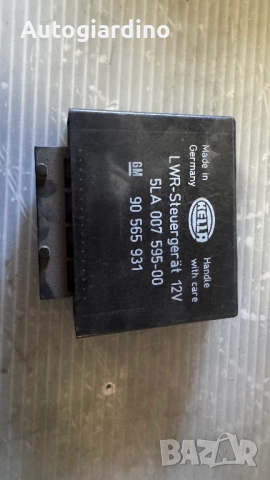 Autogiardino
Made in
Germany
HELLA
Handle
with care
LWR-Steuergerät 12V
5LA 007 595-00
GM 90 565 931
BAZAR